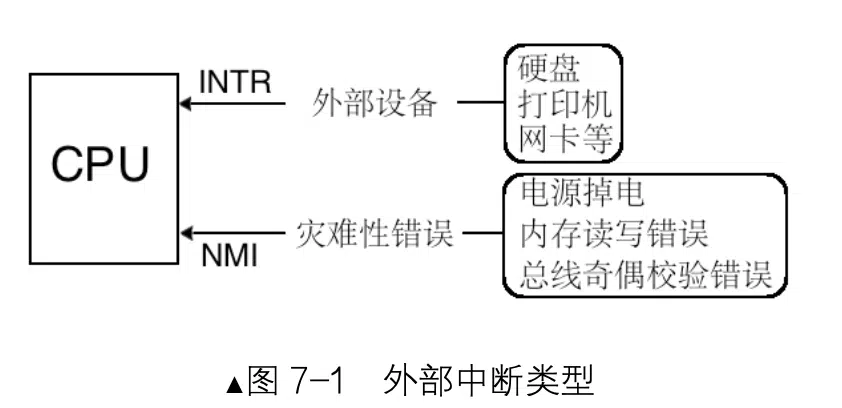 CPU
INTR
外部设备
硬盘
打印机
网卡等
NMI
灾难性错误
电源掉电
内存读写错误
总线奇偶校验错误
▲图 7-1 外部中断类型